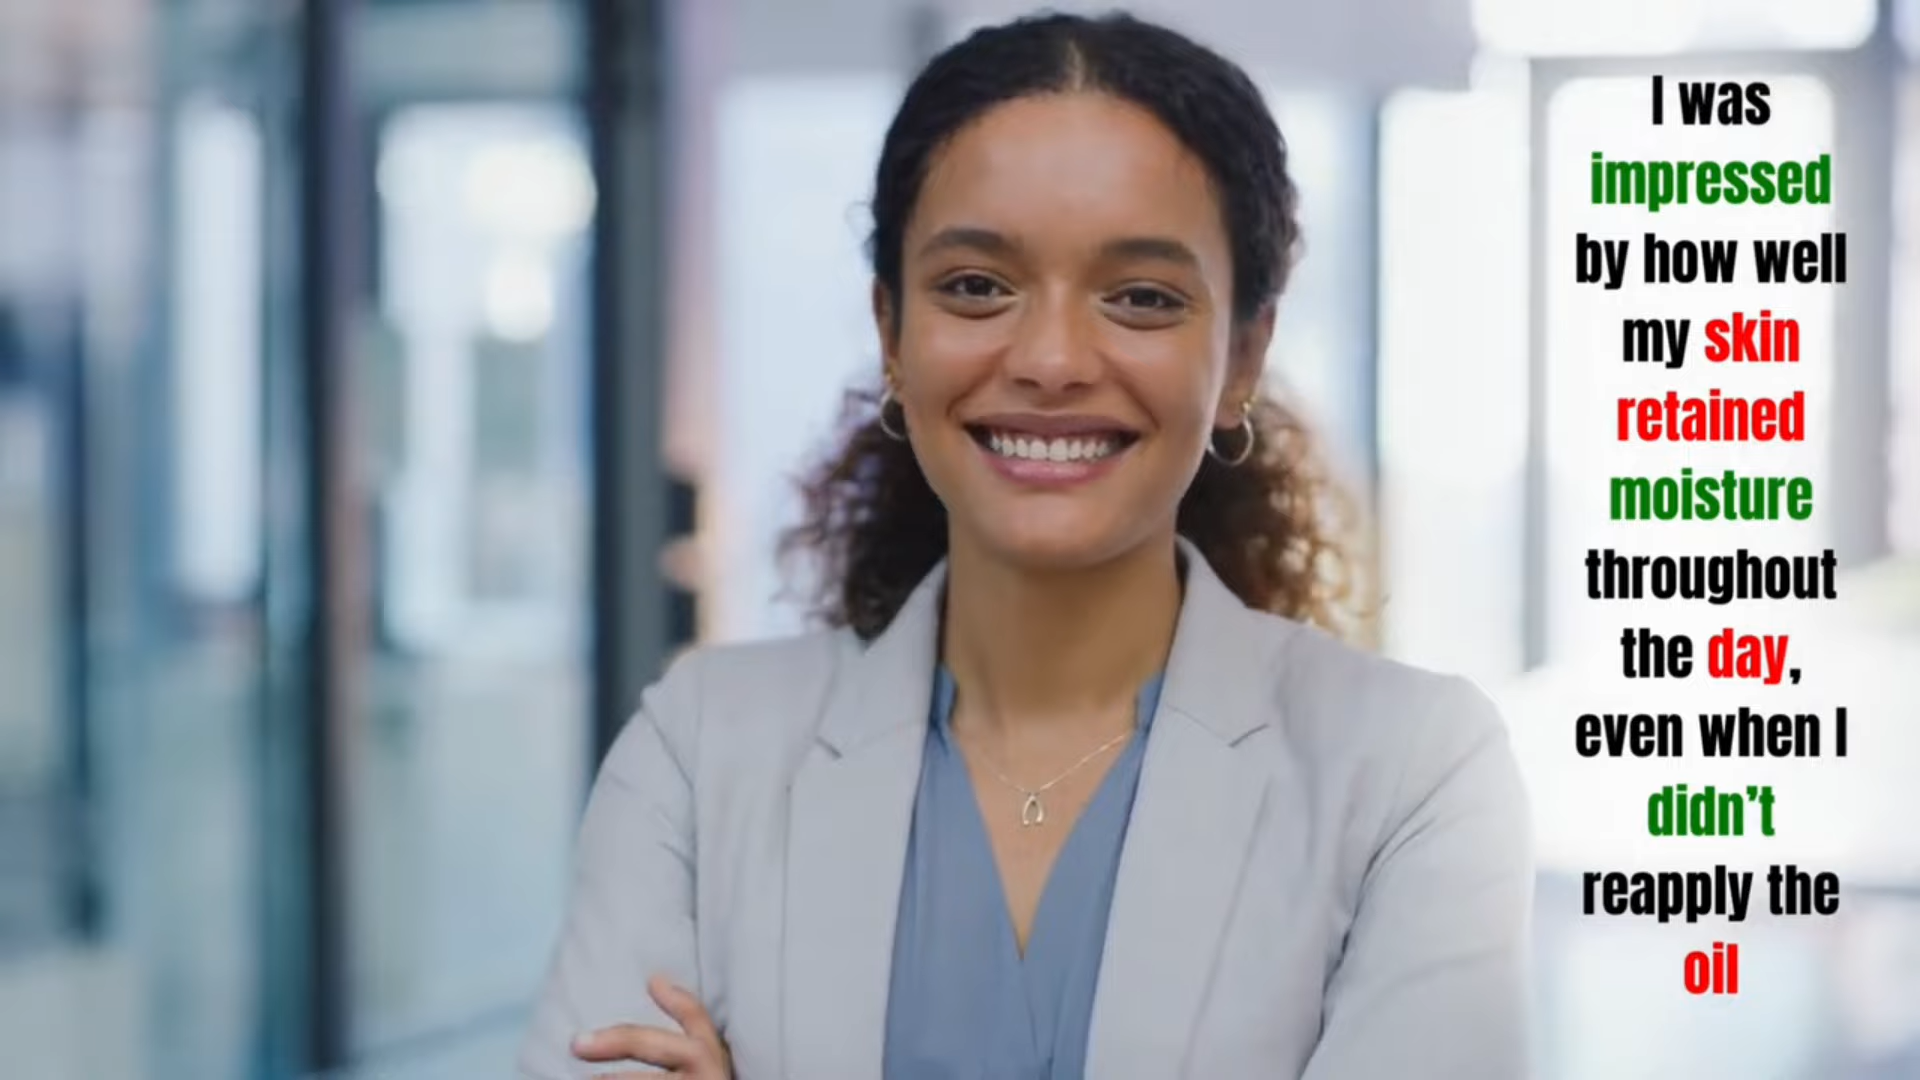 I was
impressed
by how well
my skin
retained
moisture
throughout
the day,
even when I
didn’t
reapply the
oil